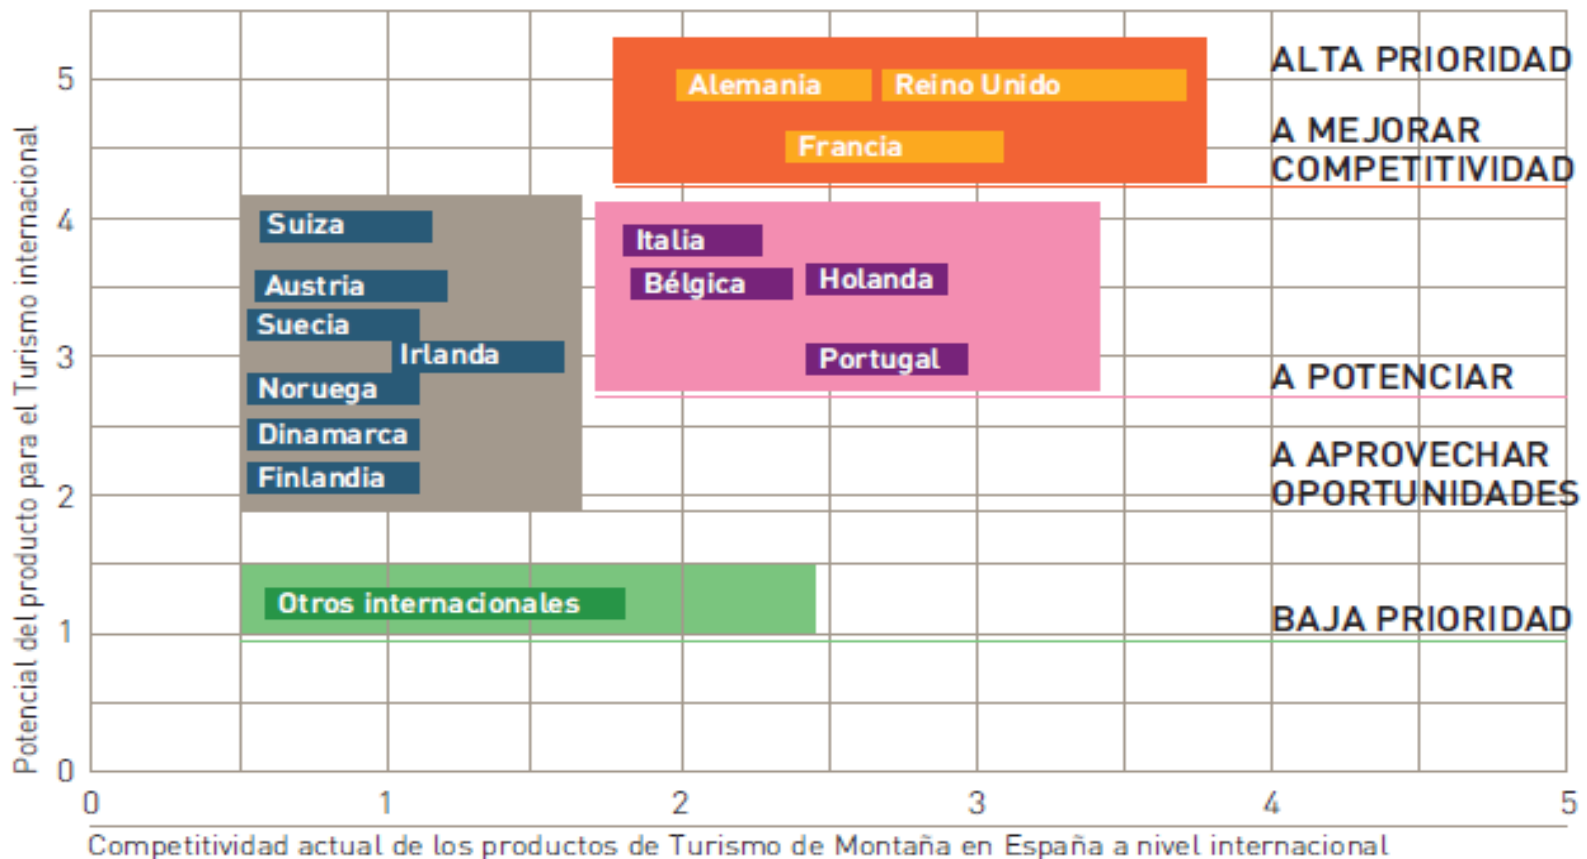 Potencial del producto para el Turismo internacional
5
4
3
2
1
0
ALTA PRIORIDAD
Alemania
Reino Unido
A MEJORAR
COMPETITIVIDAD
Francia
Suiza
Italia
Austria
Bélgica
Holanda
Suecia
Irlanda
Portugal
A POTENCIAR
Noruega
Dinamarca
A APROVECHAR
OPORTUNIDADES
Finlandia
Otros internacionales
BAJA PRIORIDAD
0 1 2 3 4 5
Competitividad actual de los productos de Turismo de Montaña en España a nivel internacional